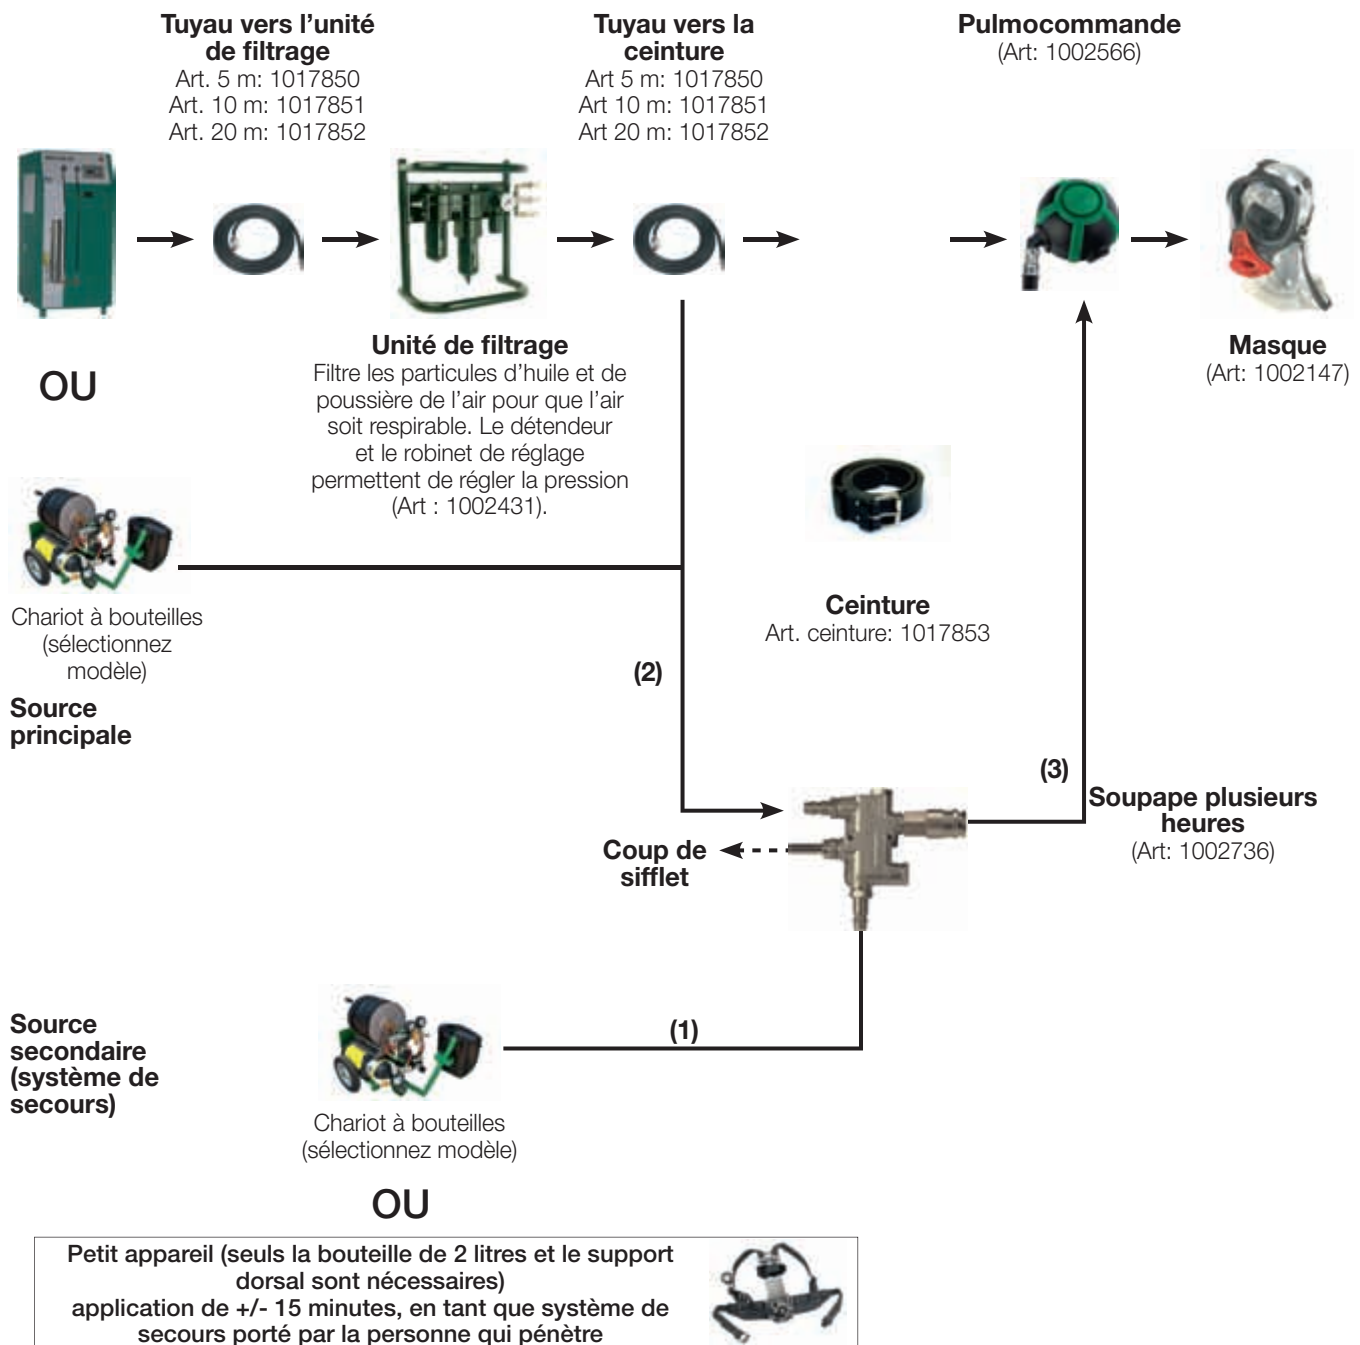 Tuyau vers l’unité
de filtrage
Art. 5 m: 1017850
Art. 10 m: 1017851
Art. 20 m: 1017852
Tuyau vers la
ceinture
Art 5 m: 1017850
Art 10 m: 1017851
Art 20 m: 1017852
Pulmocommande
(Art: 1002566)
OU
Unité de filtrage
Filtre les particules d’huile et de
poussière de l’air pour que l’air
soit respirable. Le détendeur
et le robinet de réglage
permettent de régler la pression
(Art : 1002431).
Masque
(Art: 1002147)
Chariot à bouteilles
(sélectionnez
modèle)
Source
principale
Ceinture
Art. ceinture: 1017853
(2)
(3)
Soupape plusieurs
heures
(Art: 1002736)
Coup de
sifflet
Source
secondaire
(système de
secours)
(1)
Chariot à bouteilles
(sélectionnez modèle)
OU
Petit appareil (seuls la bouteille de 2 litres et le support
dorsal sont nécessaires)
application de +/- 15 minutes, en tant que système de
secours porté par la personne qui pénètre